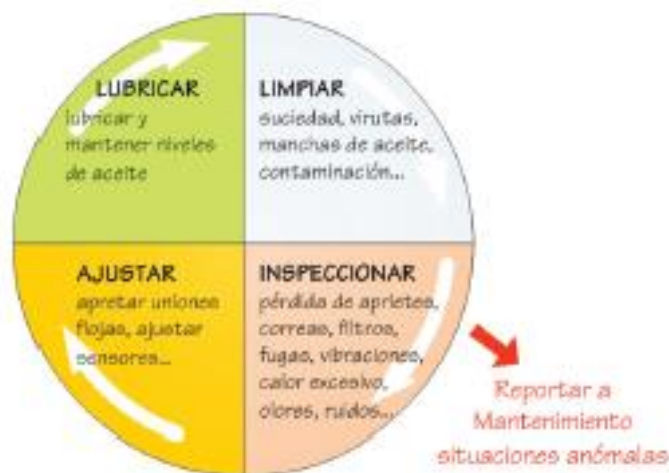 LUBRICAR
lubricar y
mantener niveles
de aceite
LIMPIAR
suciedad, virutas,
manchas de aceite,
contaminación...
AJUSTAR
apretar uniones
flojas, ajustar
sensores...
INSPECCIONAR
pérdida de aprietes,
correas, filtros,
fugas, vibraciones,
calor excesivo,
olores, ruidos...
Reportar a
Mantenimiento
situaciones anómalas